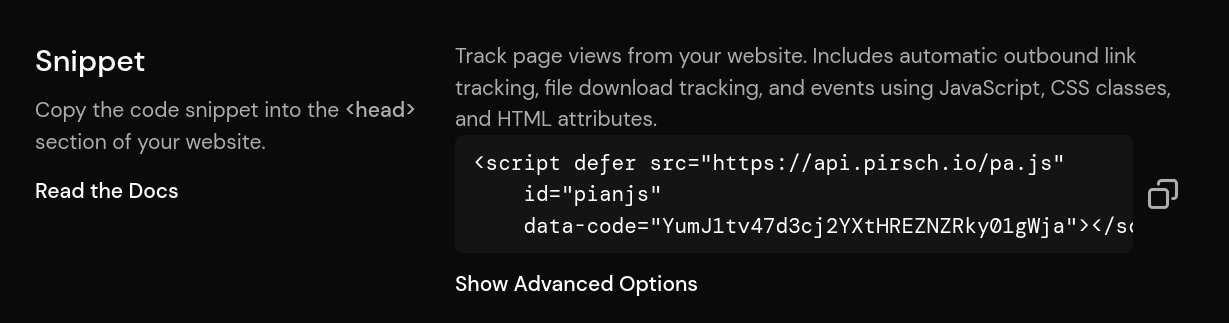 Snippet
Copy the code snippet into the <head>
section of your website.
Read the Docs
Track page views from your website. Includes automatic outbound link
tracking, file download tracking, and events using JavaScript, CSS classes,
and HTML attributes.
<script defer src="https://api.pirsch.io/pa.js"
    id="pianjs"
    data-code="YumJ1tv47d3cj2YXtHREZNZRky01gWja"></sc
Show Advanced Options